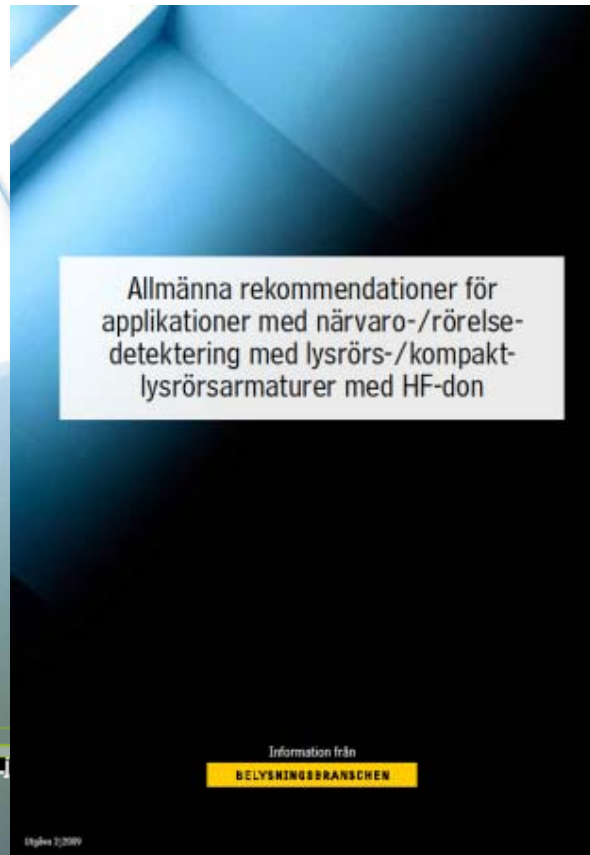 Allmänna rekommendationer för
applikationer med närvaro-/rörelse-
detektering med lysrörs-/kompakt-
lysrörsarmaturer med HF-don
Information från
BELYSNINGSBRANSCHEN
Utgåva 2|2009